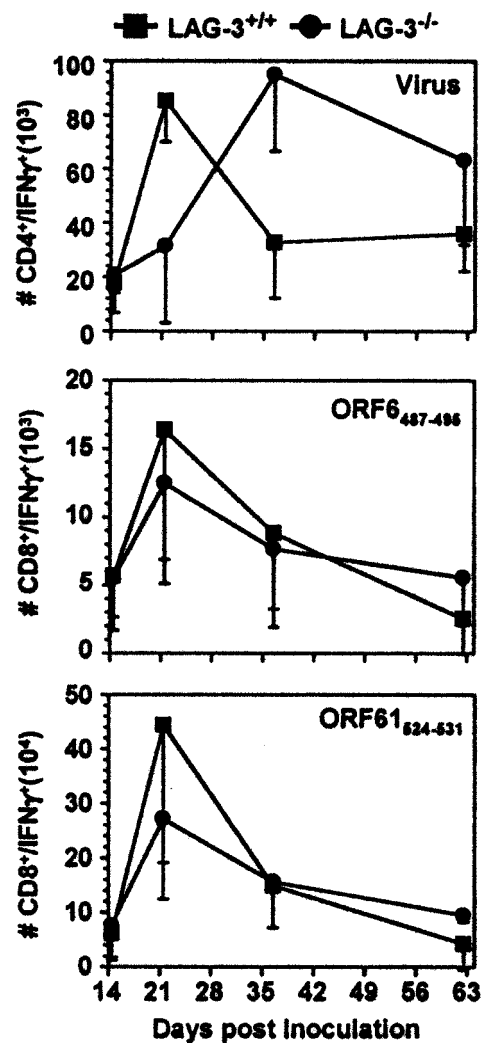 LAG-3⁺/⁺ LAG-3⁻/⁻
Virus
# CD4⁺/IFNγ⁺(10³)
100
80
60
40
20
0
ORF6₄₈₇₋₄₉₅
# CD8⁺/IFNγ⁺(10³)
20
15
10
5
0
ORF61₅₂₄₋₅₃₁
# CD8⁺/IFNγ⁺(10⁴)
50
40
30
20
10
0
14 21 28 35 42 49 56 63
Days post inoculation